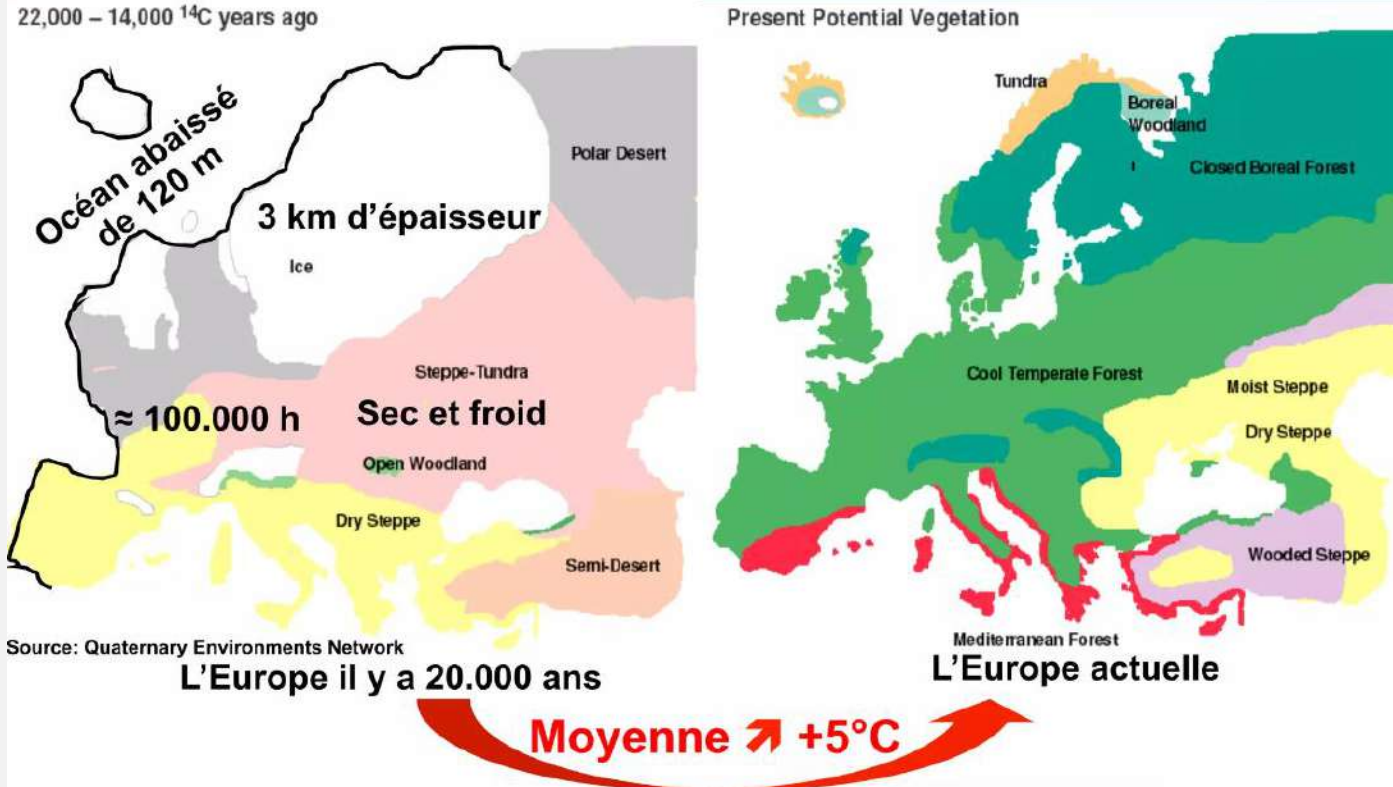 22,000 – 14,000 ¹⁴C years ago
Océan abaissé
de 120 m
3 km d’épaisseur
Ice
Polar Desert
Steppe-Tundra
≈ 100.000 h
Sec et froid
Open Woodland
Dry Steppe
Semi-Desert
Source: Quaternary Environments Network
L’Europe il y a 20.000 ans
Present Potential Vegetation
Tundra
Boreal
Woodland
Closed Boreal Forest
Cool Temperate Forest
Moist Steppe
Dry Steppe
Wooded Steppe
Mediterranean Forest
L’Europe actuelle
Moyenne ↗ +5°C